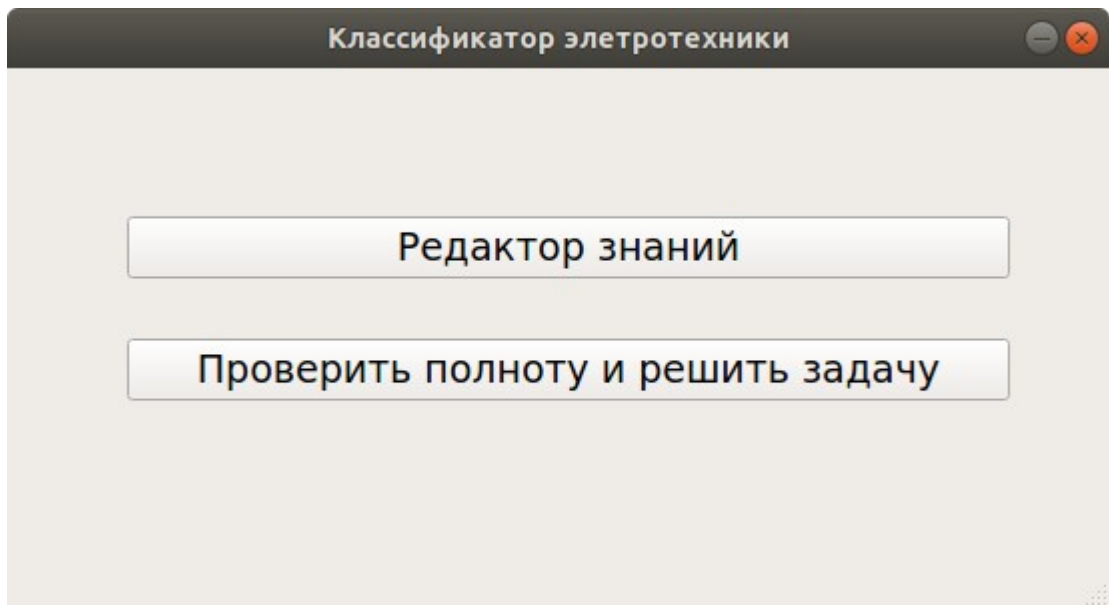 Классификатор элетротехники
Редактор знаний
Проверить полноту и решить задачу